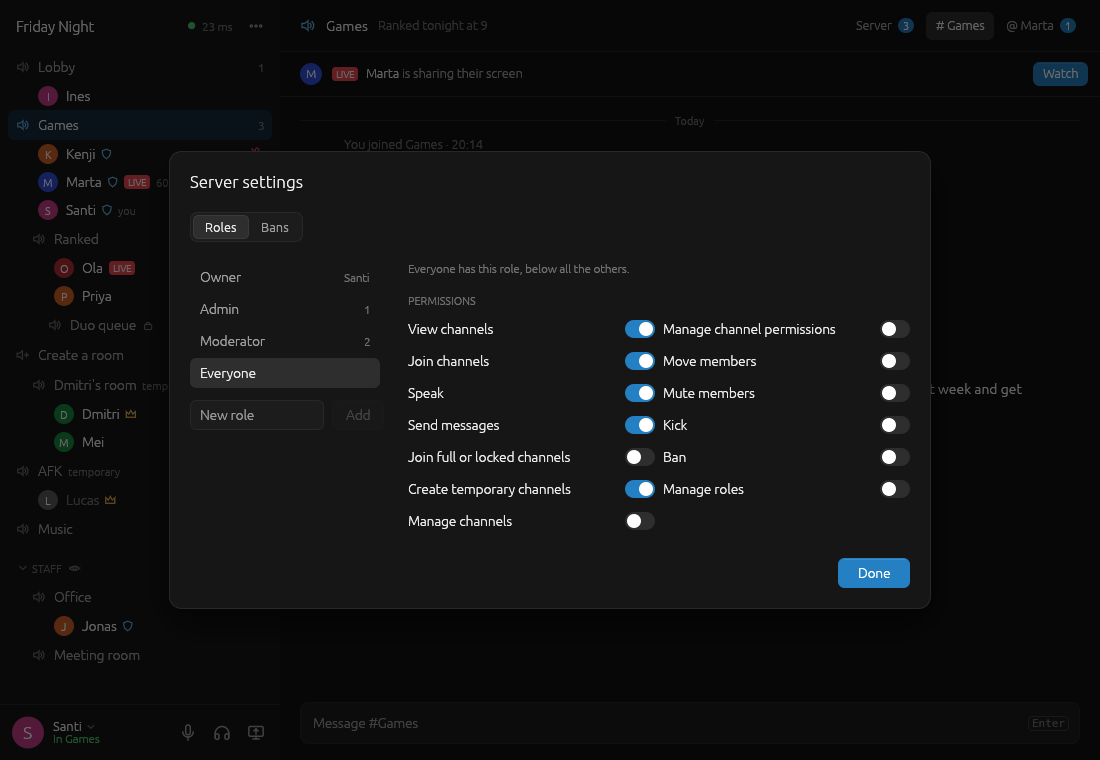 Friday Night
23 ms
Games
Ranked tonight at 9
Server 3
# Games
@ Marta 1
Lobby 1
I Ines
Games 3
K Kenji
M Marta LIVE 60
S Santi you
Ranked
O Ola LIVE
P Priya
Duo queue
Create a room
Dmitri's room temp
D Dmitri
M Mei
AFK temporary
L Lucas
Music
STAFF
Office
J Jonas
Meeting room
S Santi
In Games
M LIVE Marta is sharing their screen
Watch
Today
You joined Games · 20:14
t week and get
Message #Games
Enter
Server settings
Roles
Bans
Owner Santi
Admin 1
Moderator 2
Everyone
New role
Add
Everyone has this role, below all the others.
PERMISSIONS
View channels
Join channels
Speak
Send messages
Join full or locked channels
Create temporary channels
Manage channels
Manage channel permissions
Move members
Mute members
Kick
Ban
Manage roles
Done